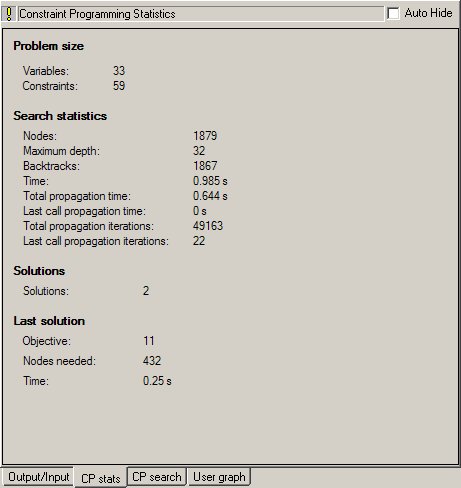 Constraint Programming Statistics Auto Hide
Problem size
Variables: 33
Constraints: 59
Search statistics
Nodes: 1879
Maximum depth: 32
Backtracks: 1867
Time: 0.985 s
Total propagation time: 0.644 s
Last call propagation time: 0 s
Total propagation iterations: 49163
Last call propagation iterations: 22
Solutions
Solutions: 2
Last solution
Objective: 11
Nodes needed: 432
Time: 0.25 s
Output/Input CP stats CP search User graph